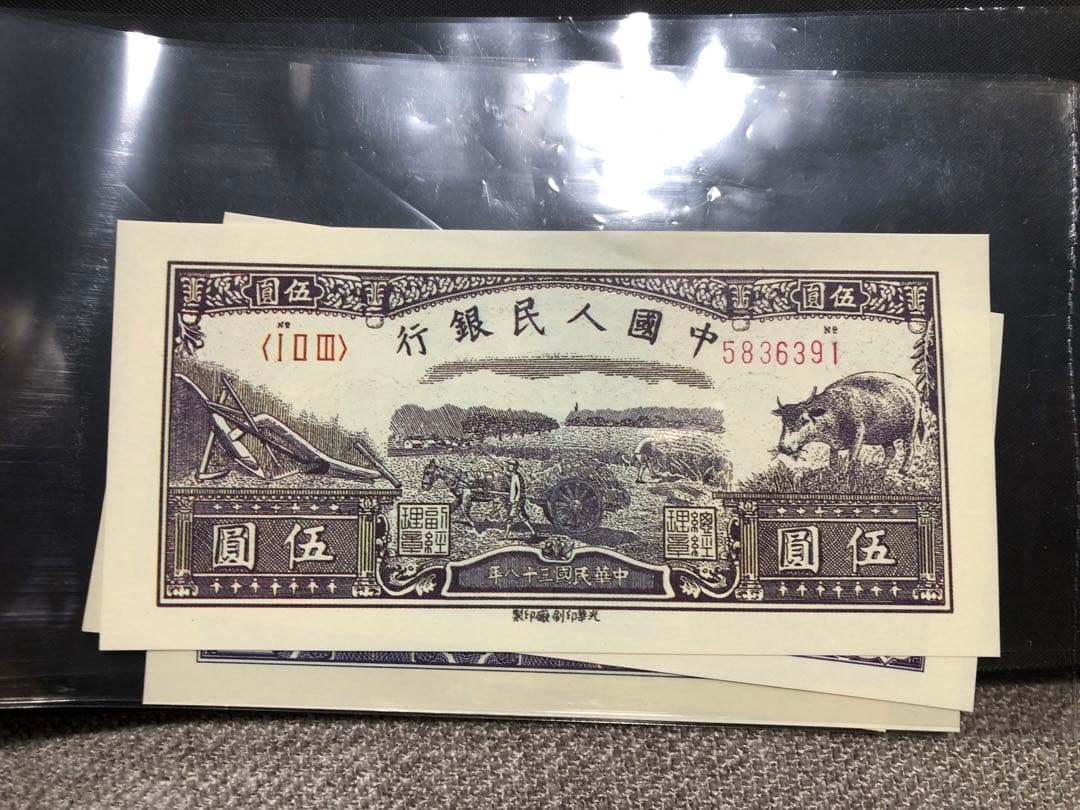 伍圓
伍圓
中國人民銀行
№
〈I0III〉
№
5836391
伍圓
伍圓
副經理章
總經理章
中華民國三十八年
光華印刷廠印製